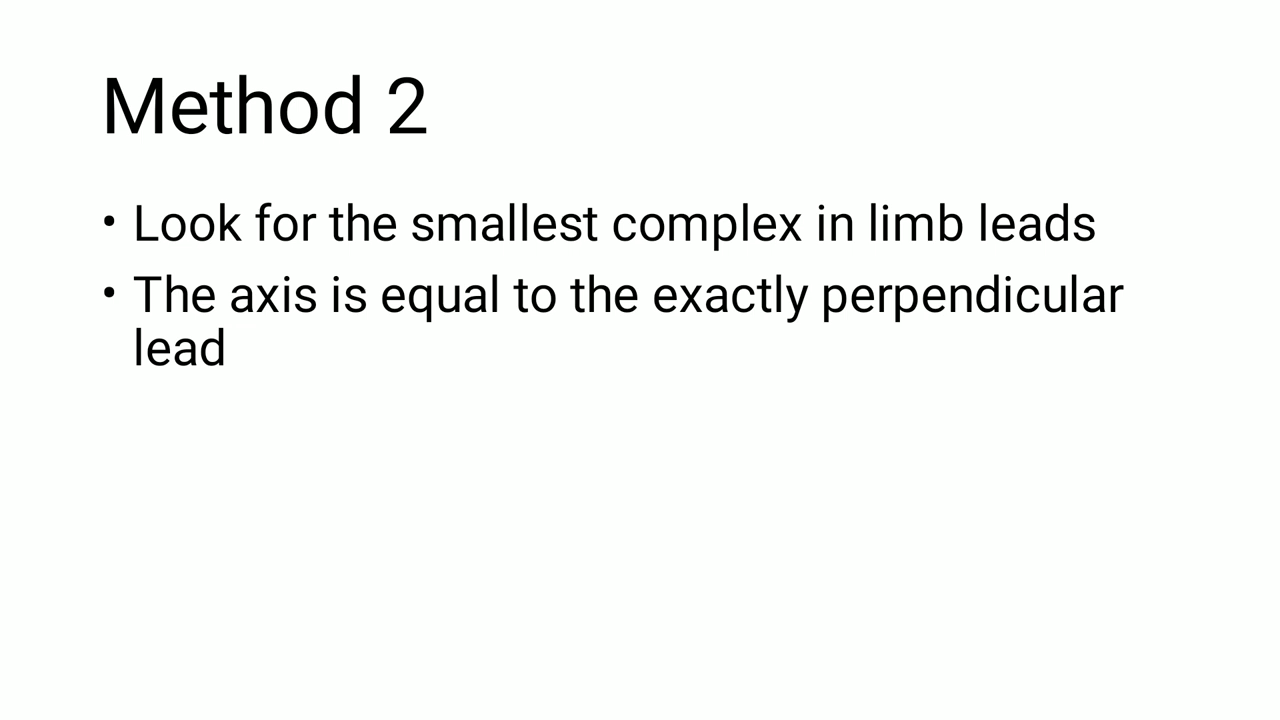 Method 2
• Look for the smallest complex in limb leads
• The axis is equal to the exactly perpendicular
lead